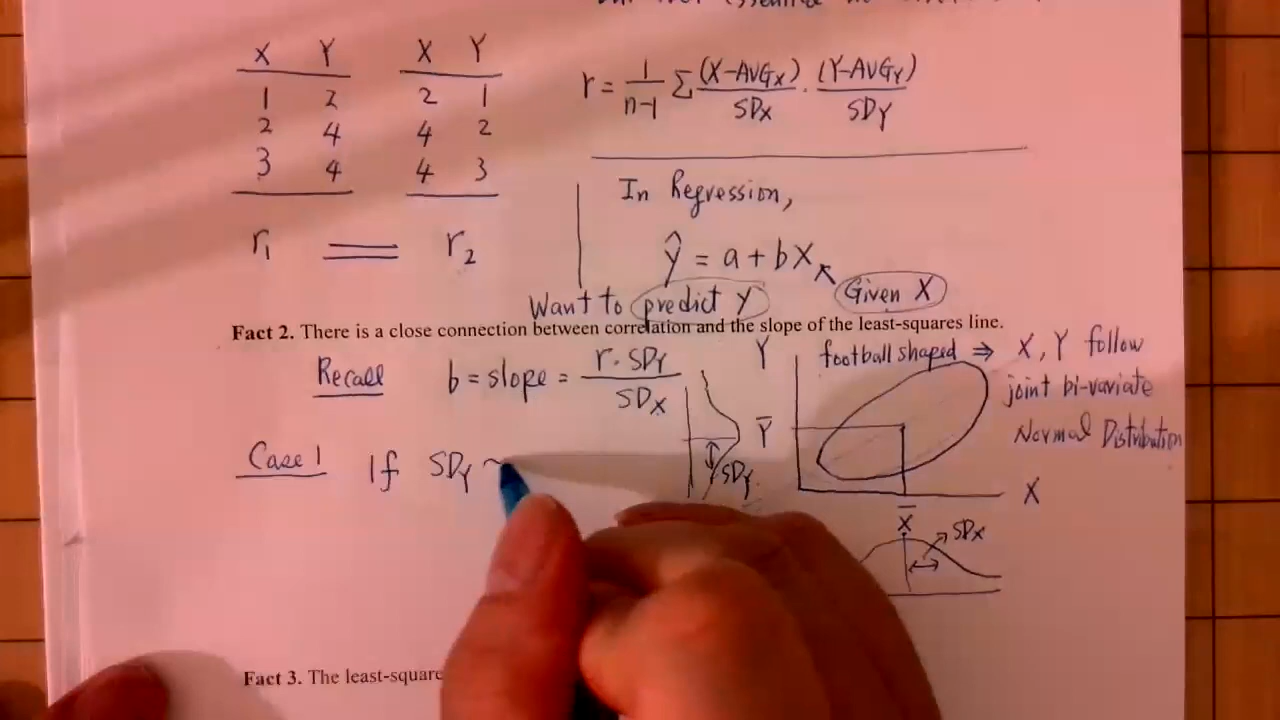 X Y X Y
1 2 2 1
2 4 4 2
3 4 4 3
r1 = r2
r = 1/n-1 Σ (X-AVGX)/SDX · (Y-AVGY)/SDY
In Regression,
ŷ = a + bX
Want to predict Y Given X
Fact 2. There is a close connection between correlation and the slope of the least-squares line.
Recall b = slope = r · SDY / SDX
Y football shaped ⇒ X, Y follow
joint bi-variate
Normal Distribution
Ȳ
SDY
X
X̄
SDX
Case 1 If SDY ~
Fact 3. The least-square